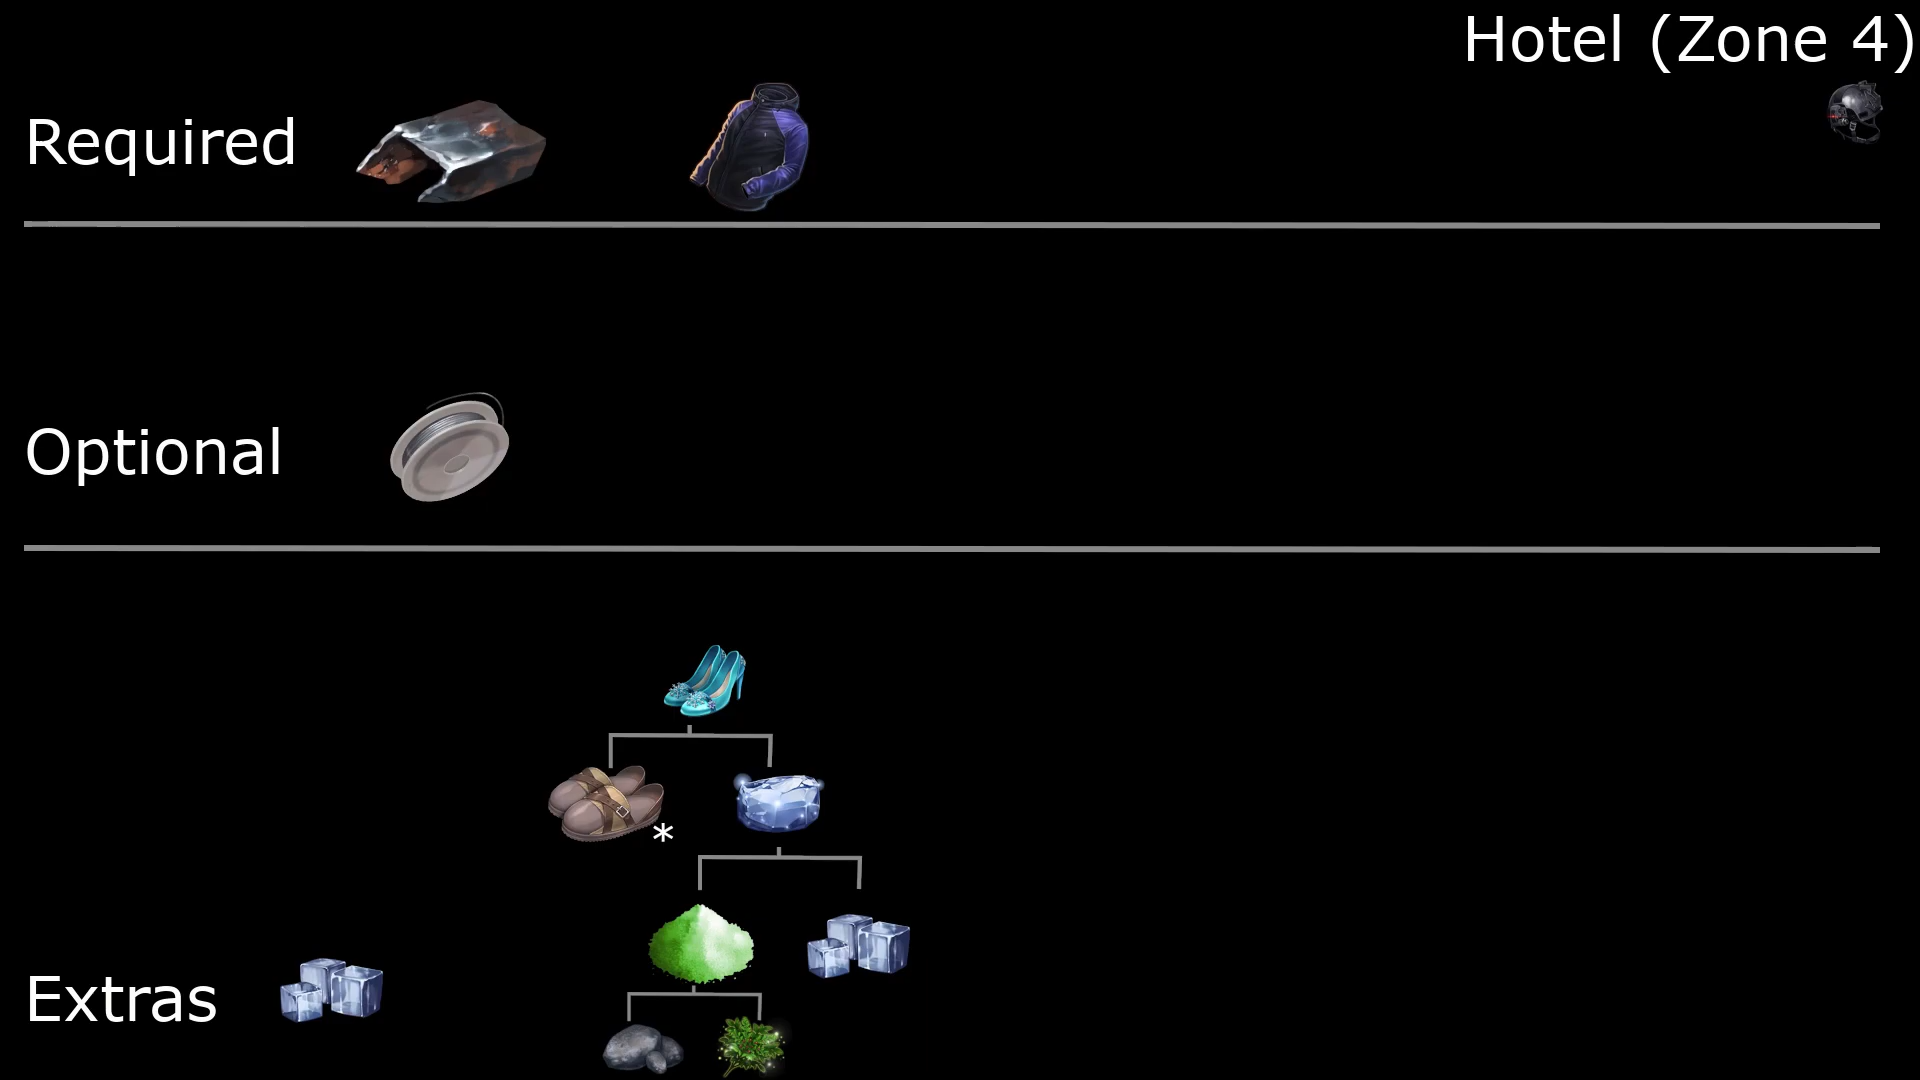 Hotel (Zone 4)
Required
Optional
*
Extras